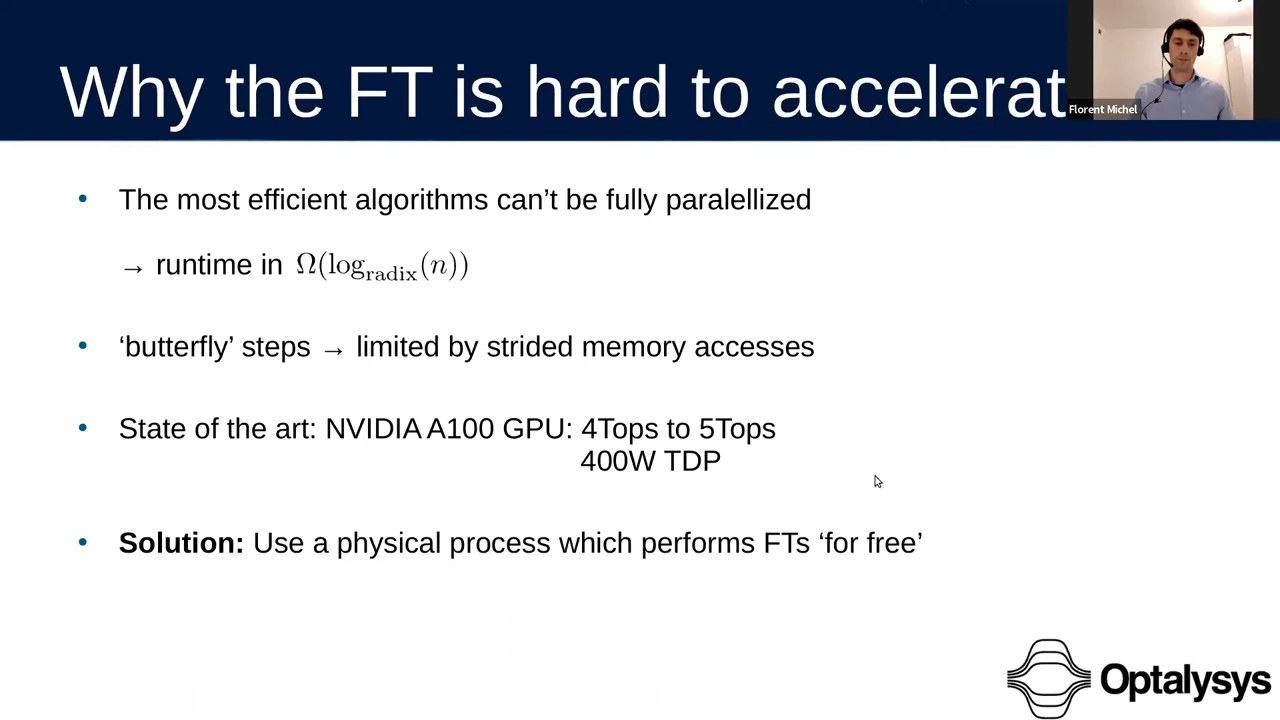 Why the FT is hard to accelerat
Florent Michel
• The most efficient algorithms can’t be fully paralellized
→ runtime in Ω(log_radix(n))
• ‘butterfly’ steps → limited by strided memory accesses
• State of the art: NVIDIA A100 GPU: 4Tops to 5Tops
400W TDP
• Solution: Use a physical process which performs FTs ‘for free’
Optalysys